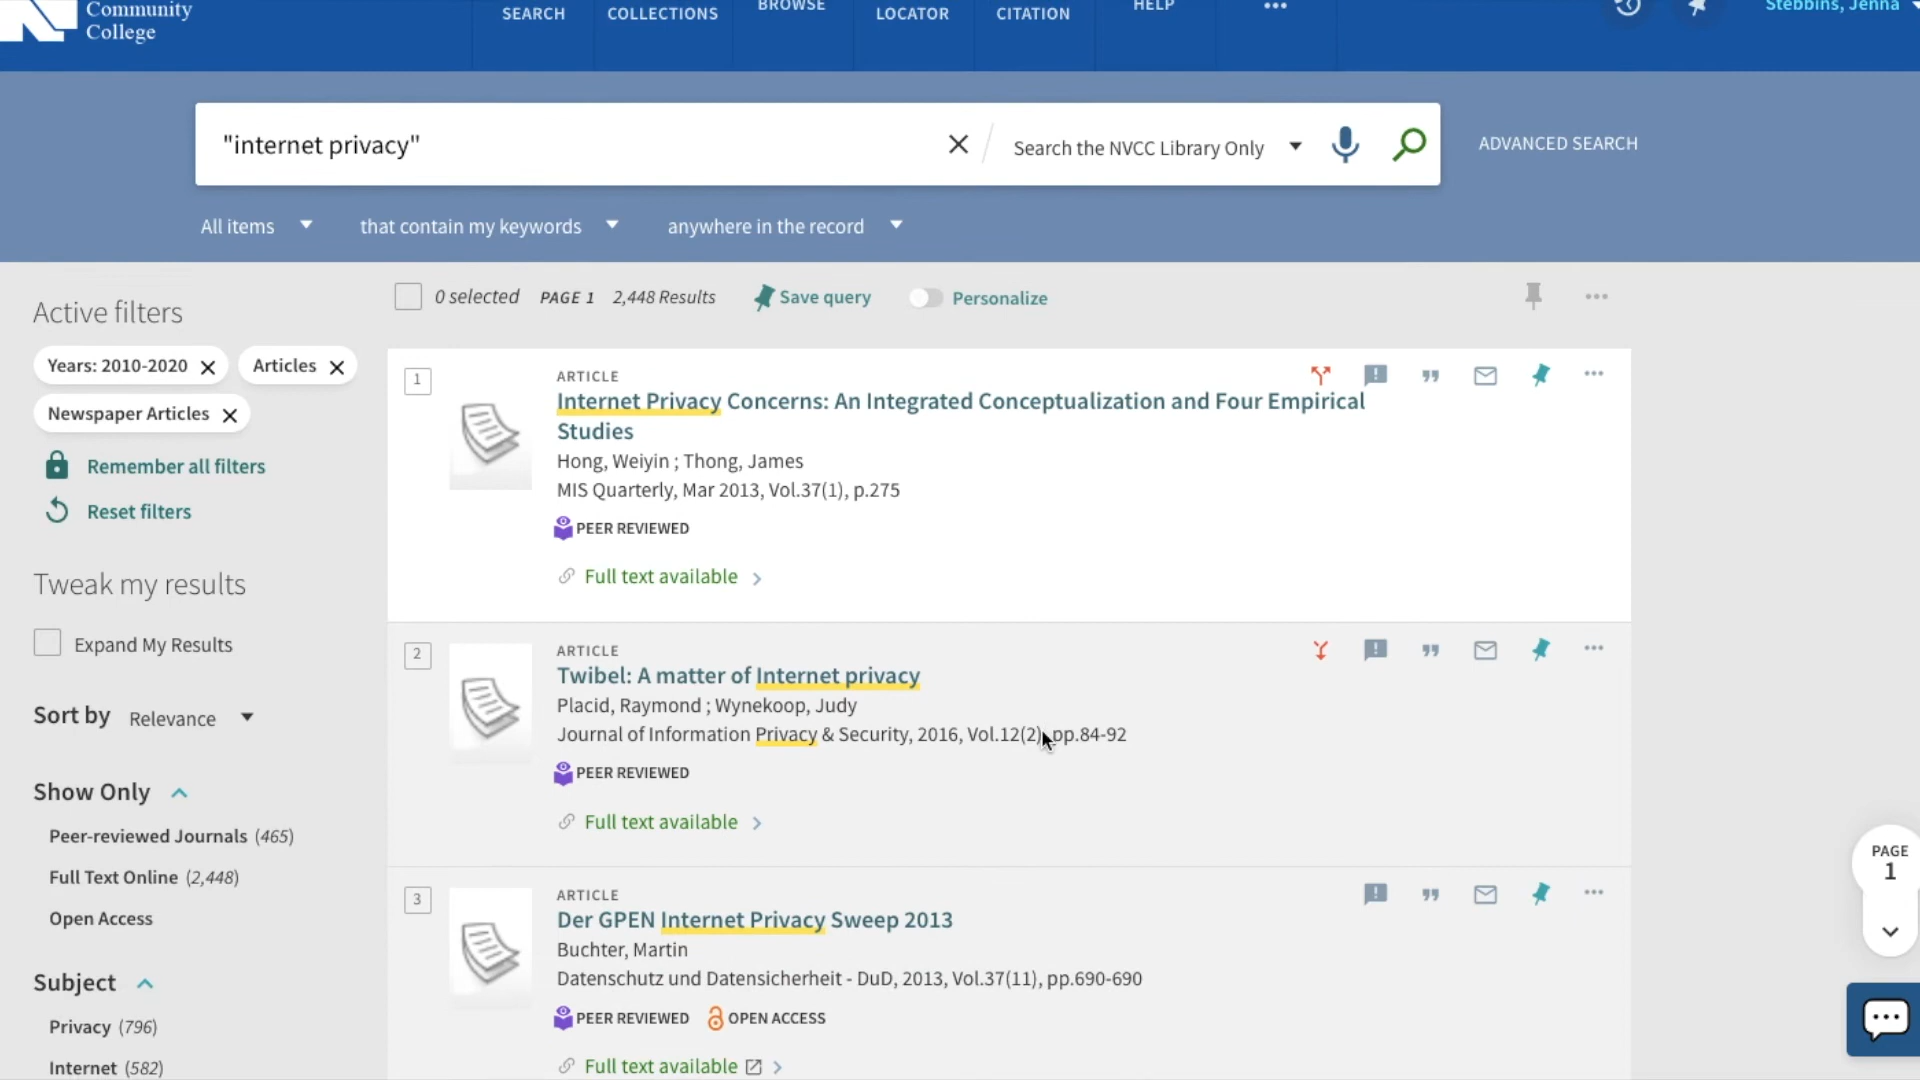 Community
College
SEARCH
COLLECTIONS
BROWSE
LOCATOR
CITATION
HELP
Stebbins, Jenna
"internet privacy"
Search the NVCC Library Only
ADVANCED SEARCH
All items
that contain my keywords
anywhere in the record
Active filters
Years: 2010-2020
Articles
Newspaper Articles
Remember all filters
Reset filters
Tweak my results
Expand My Results
Sort by Relevance
Show Only
Peer-reviewed Journals (465)
Full Text Online (2,448)
Open Access
Subject
Privacy (796)
Internet (582)
0 selected PAGE 1 2,448 Results Save query Personalize
1
ARTICLE
Internet Privacy Concerns: An Integrated Conceptualization and Four Empirical
Studies
Hong, Weiyin ; Thong, James
MIS Quarterly, Mar 2013, Vol.37(1), p.275
PEER REVIEWED
Full text available
2
ARTICLE
Twibel: A matter of Internet privacy
Placid, Raymond ; Wynekoop, Judy
Journal of Information Privacy & Security, 2016, Vol.12(2), pp.84-92
PEER REVIEWED
Full text available
3
ARTICLE
Der GPEN Internet Privacy Sweep 2013
Buchter, Martin
Datenschutz und Datensicherheit - DuD, 2013, Vol.37(11), pp.690-690
PEER REVIEWED OPEN ACCESS
Full text available
PAGE
1